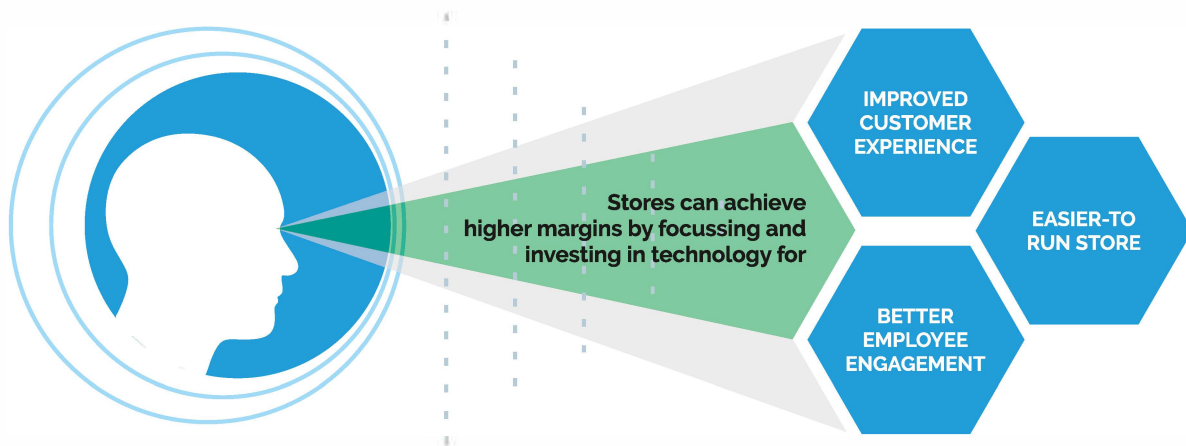 Stores can achieve
higher margins by focussing and
investing in technology for
IMPROVED
CUSTOMER
EXPERIENCE
EASIER-TO
RUN STORE
BETTER
EMPLOYEE
ENGAGEMENT